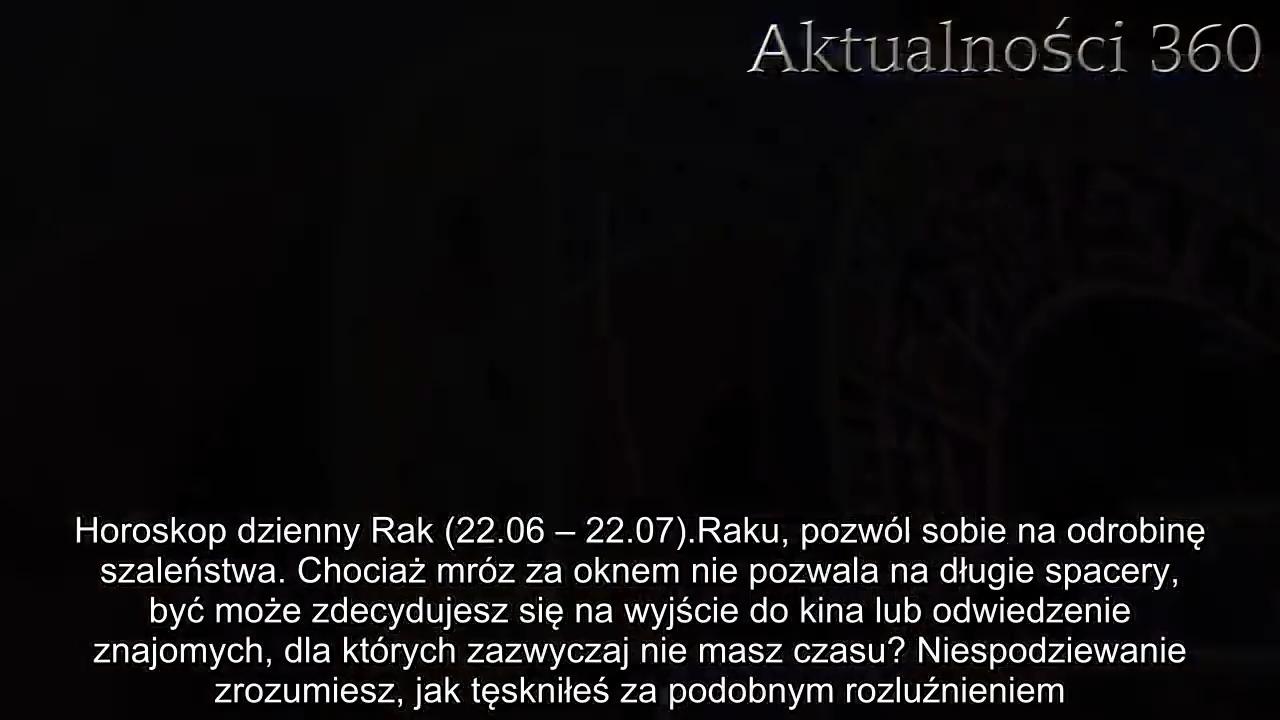 Aktualności 360
Horoskop dzienny Rak (22.06 – 22.07).Raku, pozwól sobie na odrobinę
szaleństwa. Chociaż mróz za oknem nie pozwala na długie spacery,
być może zdecydujesz się na wyjście do kina lub odwiedzenie
znajomych, dla których zazwyczaj nie masz czasu? Niespodziewanie
zrozumiesz, jak tęskniłeś za podobnym rozluźnieniem